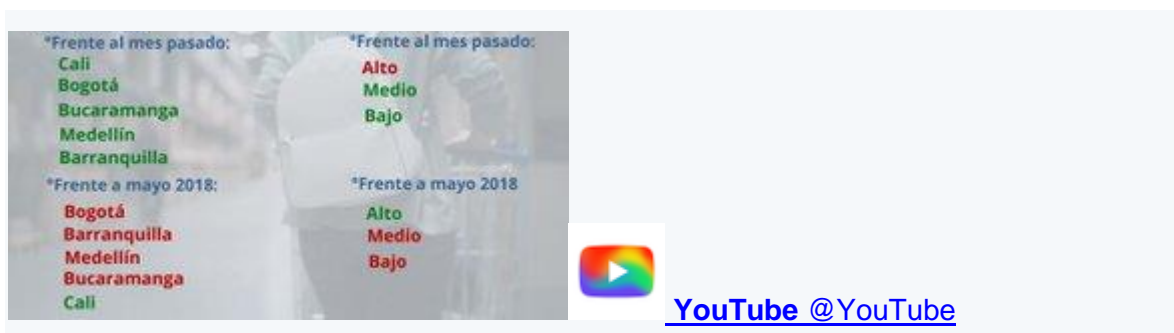 *Frente al mes pasado:
Cali
Bogotá
Bucaramanga
Medellín
Barranquilla
*Frente a mayo 2018:
Bogotá
Barranquilla
Medellín
Bucaramanga
Cali
*Frente al mes pasado:
Alto
Medio
Bajo
*Frente a mayo 2018
Alto
Medio
Bajo
YouTube @YouTube